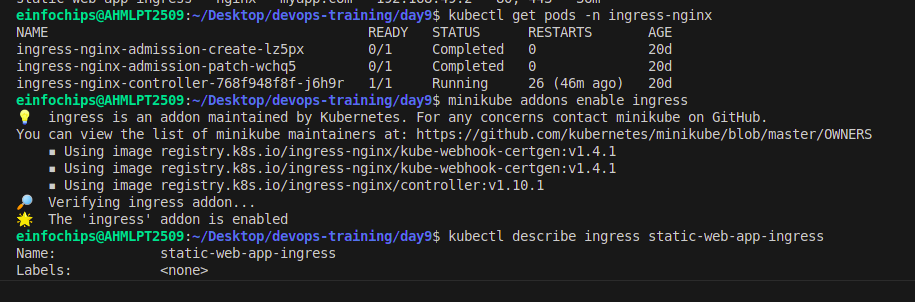 einfochips@AHMLPT2509:~/Desktop/devops-training/day9$ kubectl get pods -n ingress-nginx
NAME READY STATUS RESTARTS AGE
ingress-nginx-admission-create-lz5px 0/1 Completed 0 20d
ingress-nginx-admission-patch-wchq5 0/1 Completed 0 20d
ingress-nginx-controller-768f948f8f-j6h9r 1/1 Running 26 (46m ago) 20d
einfochips@AHMLPT2509:~/Desktop/devops-training/day9$ minikube addons enable ingress
💡 ingress is an addon maintained by Kubernetes. For any concerns contact minikube on GitHub.
You can view the list of minikube maintainers at: https://github.com/kubernetes/minikube/blob/master/OWNERS
▪ Using image registry.k8s.io/ingress-nginx/kube-webhook-certgen:v1.4.1
▪ Using image registry.k8s.io/ingress-nginx/kube-webhook-certgen:v1.4.1
▪ Using image registry.k8s.io/ingress-nginx/controller:v1.10.1
🔎 Verifying ingress addon...
🌟 The 'ingress' addon is enabled
einfochips@AHMLPT2509:~/Desktop/devops-training/day9$ kubectl describe ingress static-web-app-ingress
Name: static-web-app-ingress
Labels: <none>